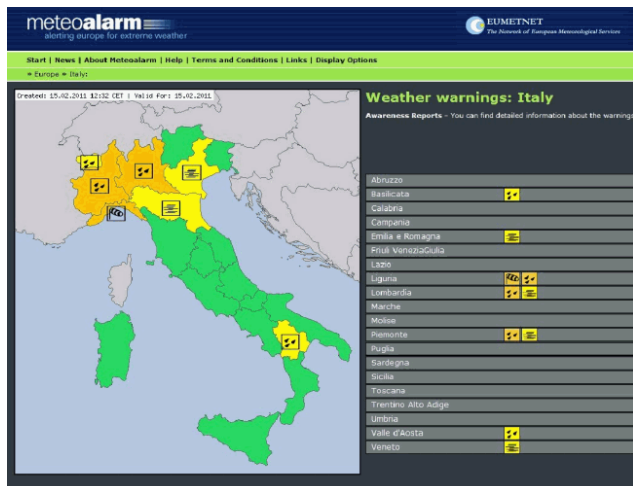 meteoalarm
alerting europe for extreme weather
EUMETNET
The Network of European Meteorological Services
Start | News | About Meteoalarm | Help | Terms and Conditions | Links | Display Options
Europe Italy:
Created: 15.02.2011 12:32 CET | Valid for: 15.02.2011
Weather warnings: Italy
Awareness Reports - You can find detailed information about the warnings
Abruzzo
Basilicata
Calabria
Campania
Emilia e Romagna
Friuli VeneziaGiulia
Lazio
Liguria
Lombardia
Marche
Molise
Piemonte
Puglia
Sardegna
Sicilia
Toscana
Trentino Alto Adige
Umbria
Valle d'Aosta
Veneto